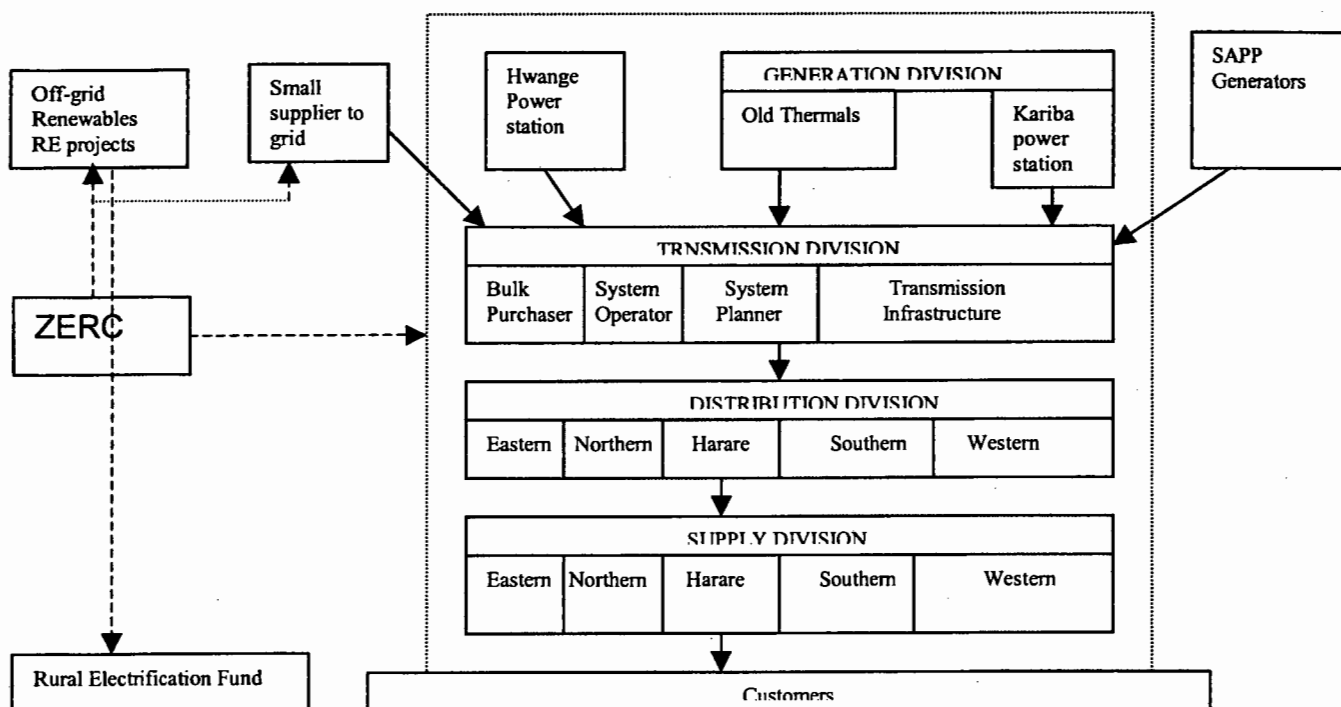 Off-grid
Renewables
RE projects
Small
supplier to
grid
Hwange
Power
station
GENERATION DIVISION
Old Thermals
Kariba
power
station
SAPP
Generators
TRNSMISSION DIVISION
Bulk
Purchaser
System
Operator
System
Planner
Transmission
Infrastructure
ZERC
DISTRIBUTION DIVISION
Eastern
Northern
Harare
Southern
Western
SUPPLY DIVISION
Eastern
Northern
Harare
Southern
Western
Rural Electrification Fund
Customers